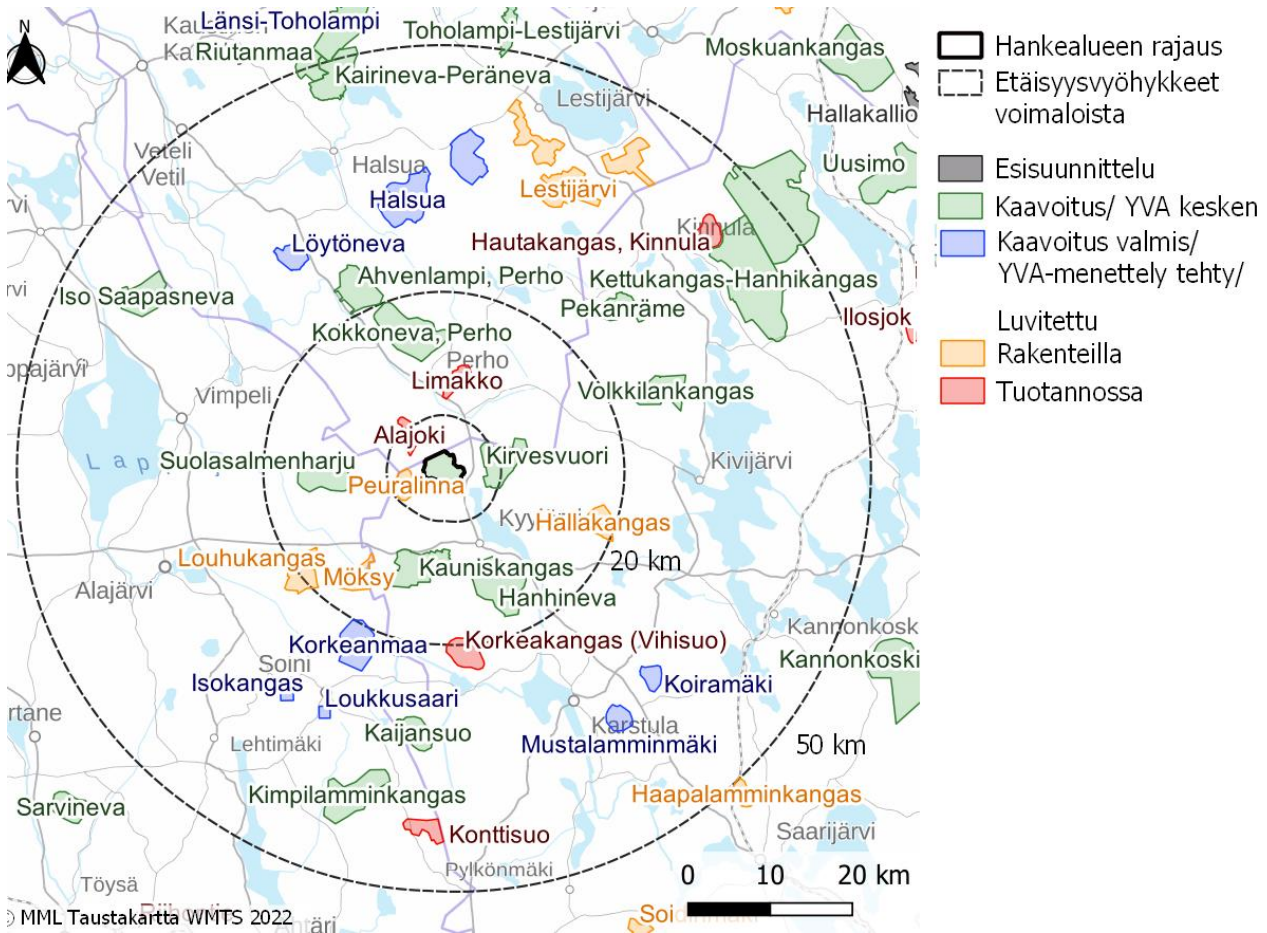 Länsi-Toholampi
Toholampi-Lestijärvi
Riutanmaa
Moskuankangas
Kairineva-Peräneva
Lestijärvi
Hallakallio
Veteli
Vetil
Halsua
Uusimo
Halsua
Lestijärvi
Löytöneva
Hautakangas, Kinnula
Kinnula
Ahvenlampi, Perho
Kettukangas-Hanhikangas
Iso Saapasneva
Pekanräme
Kokkoneva, Perho
Perho
Limakko
Vimpeli
Volkkilankangas
Alajoki
Suolasalmenharju
Kirvesvuori
Kivijärvi
Peuralinna
Hallakangas
20 km
Louhukangas
Möksy
Kauniskangas
Alajärvi
Hanhineva
Korkeanmaa
Korkeakangas (Vihisuo)
Soini
Kannonkoski
Isokangas
Loukkusaari
Koiramäki
Lehtimäki
Kaijansuo
Karstula
Mustalamminmäki
50 km
Kimpilamminkangas
Haapalamminkangas
Sarvineva
Saarijärvi
Konttisuo
Pylkönmäki
Töysä
0 10 20 km
© MML Taustakartta WMTS 2022
N
Hankealueen rajaus
Etäisyysvyöhykkeet
voimaloista
Esisuunnittelu
Kaavoitus/ YVA kesken
Kaavoitus valmis/
YVA-menettely tehty/
Luvitettu
Rakenteilla
Tuotannossa